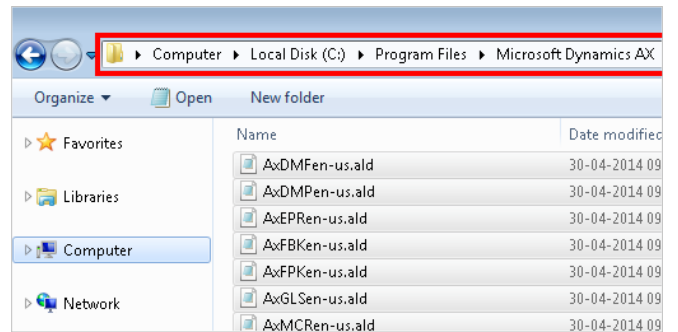 Computer Local Disk (C:) Program Files Microsoft Dynamics AX
Organize Open New folder
Name Date modified
Favorites
AxDMFen-us.ald 30-04-2014 09
AxDMPen-us.ald 30-04-2014 09
Libraries
AxEPRen-us.ald 30-04-2014 09
AxFBKen-us.ald 30-04-2014 09
Computer
AxFPKen-us.ald 30-04-2014 09
AxGLSen-us.ald 30-04-2014 09
Network
AxMCRen-us.ald 30-04-2014 09